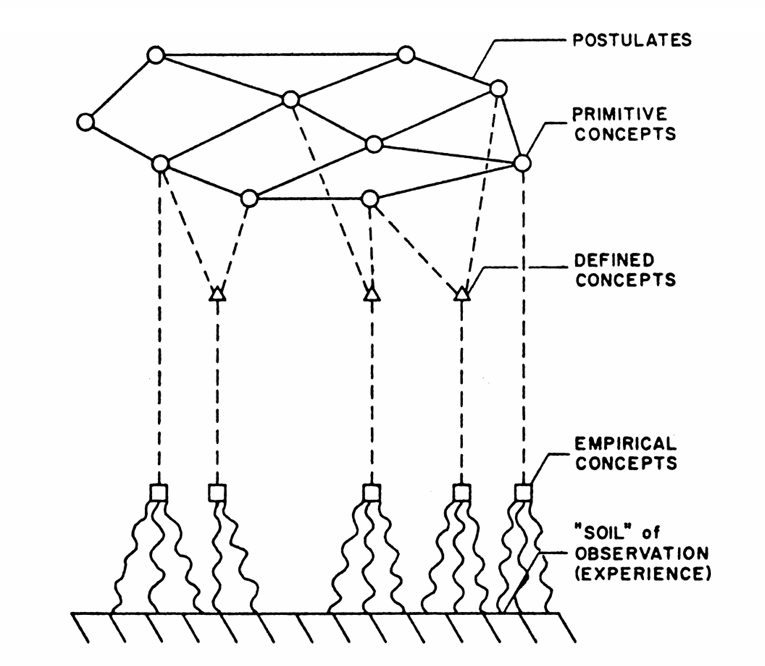 POSTULATES
PRIMITIVE
CONCEPTS
DEFINED
CONCEPTS
EMPIRICAL
CONCEPTS
"SOIL" of
OBSERVATION
(EXPERIENCE)